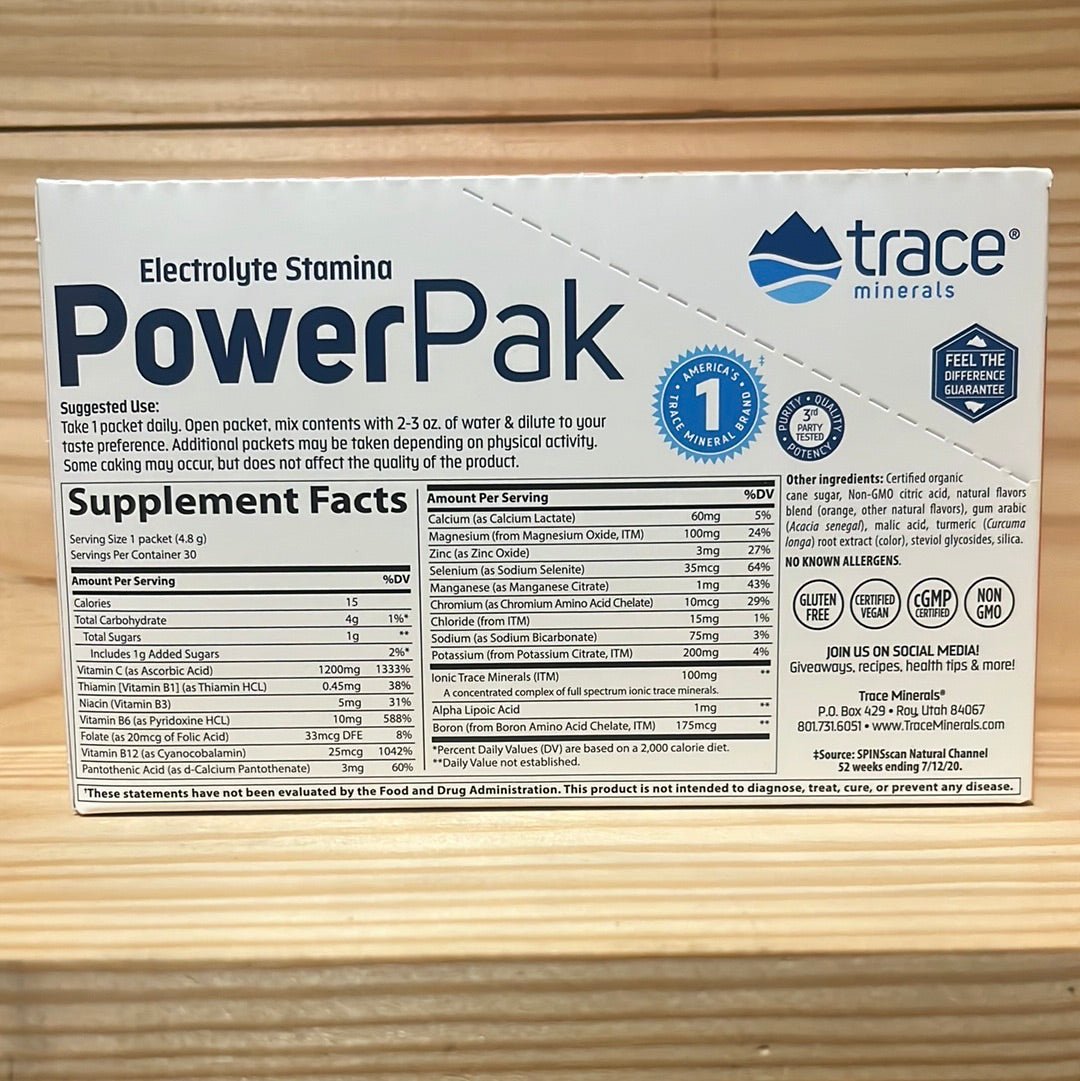 Electrolyte Stamina
PowerPak
trace®
minerals
FEEL THE
DIFFERENCE
GUARANTEE
AMERICA'S
1
TRACE MINERAL BRAND
‡
PURITY • QUALITY
3rd
PARTY
TESTED
POTENCY
Suggested Use:
Take 1 packet daily. Open packet, mix contents with 2-3 oz. of water & dilute to your
taste preference. Additional packets may be taken depending on physical activity.
Some caking may occur, but does not affect the quality of the product.
Supplement Facts
Serving Size 1 packet (4.8 g)
Servings Per Container 30
Amount Per Serving %DV
Calories 15
Total Carbohydrate 4g 1%*
Total Sugars 1g **
Includes 1g Added Sugars 2%*
Vitamin C (as Ascorbic Acid) 1200mg 1333%
Thiamin [Vitamin B1] (as Thiamin HCL) 0.45mg 38%
Niacin (Vitamin B3) 5mg 31%
Vitamin B6 (as Pyridoxine HCL) 10mg 588%
Folate (as 20mcg of Folic Acid) 33mcg DFE 8%
Vitamin B12 (as Cyanocobalamin) 25mcg 1042%
Pantothenic Acid (as d-Calcium Pantothenate) 3mg 60%
Amount Per Serving %DV
Calcium (as Calcium Lactate) 60mg 5%
Magnesium (from Magnesium Oxide, ITM) 100mg 24%
Zinc (as Zinc Oxide) 3mg 27%
Selenium (as Sodium Selenite) 35mcg 64%
Manganese (as Manganese Citrate) 1mg 43%
Chromium (as Chromium Amino Acid Chelate) 10mcg 29%
Chloride (from ITM) 15mg 1%
Sodium (as Sodium Bicarbonate) 75mg 3%
Potassium (from Potassium Citrate, ITM) 200mg 4%
Ionic Trace Minerals (ITM) 100mg **
A concentrated complex of full spectrum ionic trace minerals.
Alpha Lipoic Acid 1mg **
Boron (from Boron Amino Acid Chelate, ITM) 175mcg **
*Percent Daily Values (DV) are based on a 2,000 calorie diet.
**Daily Value not established.
Other ingredients: Certified organic
cane sugar, Non-GMO citric acid, natural flavors
blend (orange, other natural flavors), gum arabic
(Acacia senegal), malic acid, turmeric (Curcuma
longa) root extract (color), steviol glycosides, silica.
NO KNOWN ALLERGENS.
GLUTEN
FREE
CERTIFIED
VEGAN
cGMP
CERTIFIED
NON
GMO
JOIN US ON SOCIAL MEDIA!
Giveaways, recipes, health tips & more!
Trace Minerals®
P.O. Box 429 • Roy, Utah 84067
801.731.6051 • www.TraceMinerals.com
‡Source: SPINSscan Natural Channel
52 weeks ending 7/12/20.
†These statements have not been evaluated by the Food and Drug Administration. This product is not intended to diagnose, treat, cure, or prevent any disease.